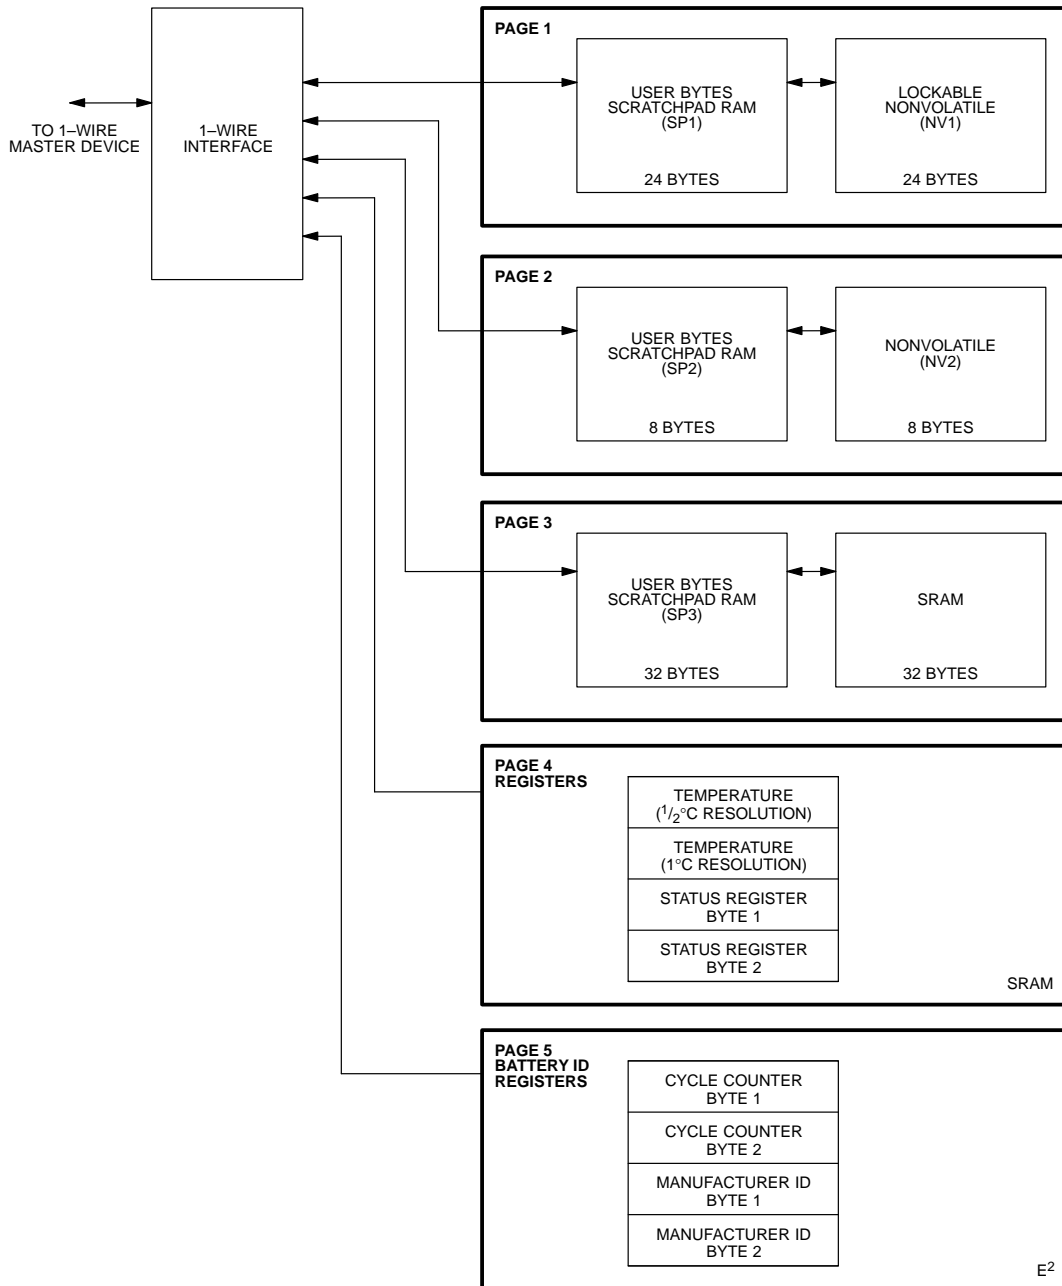 TO 1–WIRE
MASTER DEVICE
1–WIRE
INTERFACE
PAGE 1
USER BYTES
SCRATCHPAD RAM
(SP1)
24 BYTES
LOCKABLE
NONVOLATILE
(NV1)
24 BYTES
PAGE 2
USER BYTES
SCRATCHPAD RAM
(SP2)
8 BYTES
NONVOLATILE
(NV2)
8 BYTES
PAGE 3
USER BYTES
SCRATCHPAD RAM
(SP3)
32 BYTES
SRAM
32 BYTES
PAGE 4
REGISTERS
TEMPERATURE
(1/2°C RESOLUTION)
TEMPERATURE
(1°C RESOLUTION)
STATUS REGISTER
BYTE 1
STATUS REGISTER
BYTE 2
SRAM
PAGE 5
BATTERY ID
REGISTERS
CYCLE COUNTER
BYTE 1
CYCLE COUNTER
BYTE 2
MANUFACTURER ID
BYTE 1
MANUFACTURER ID
BYTE 2
E²